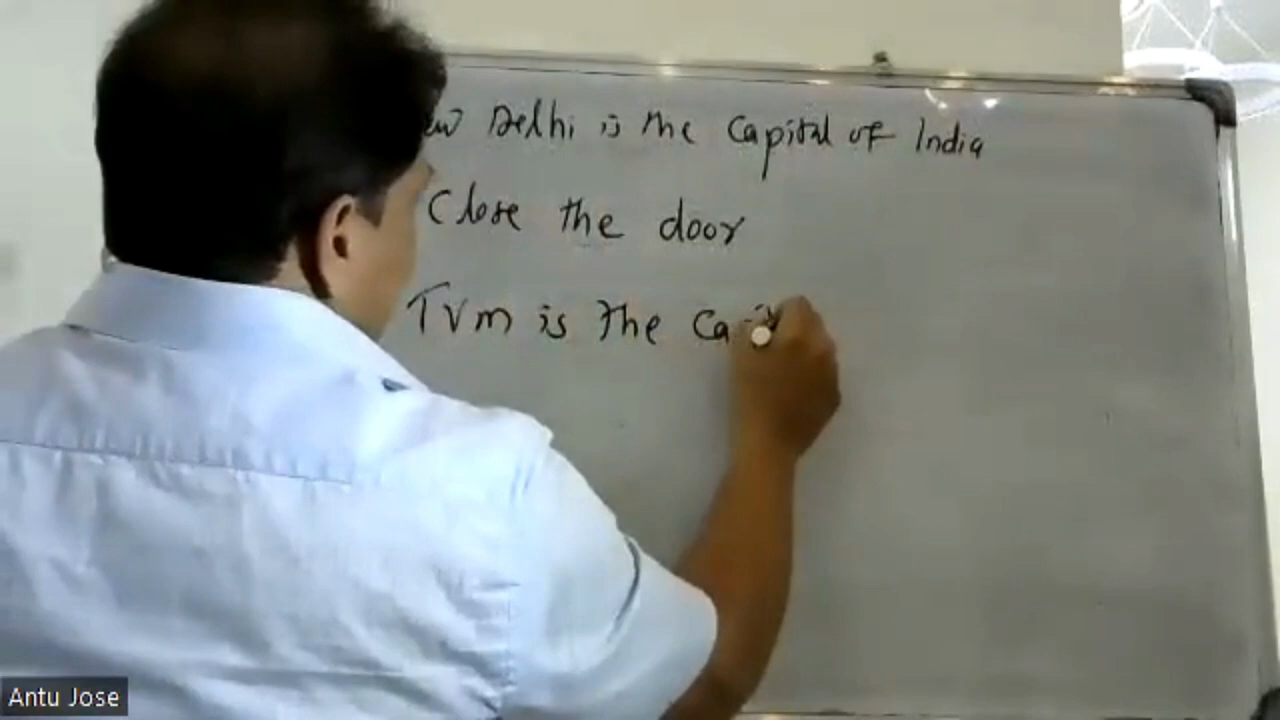 Delhi is the Capital of India
Close the door
TVM is the
Antu Jose